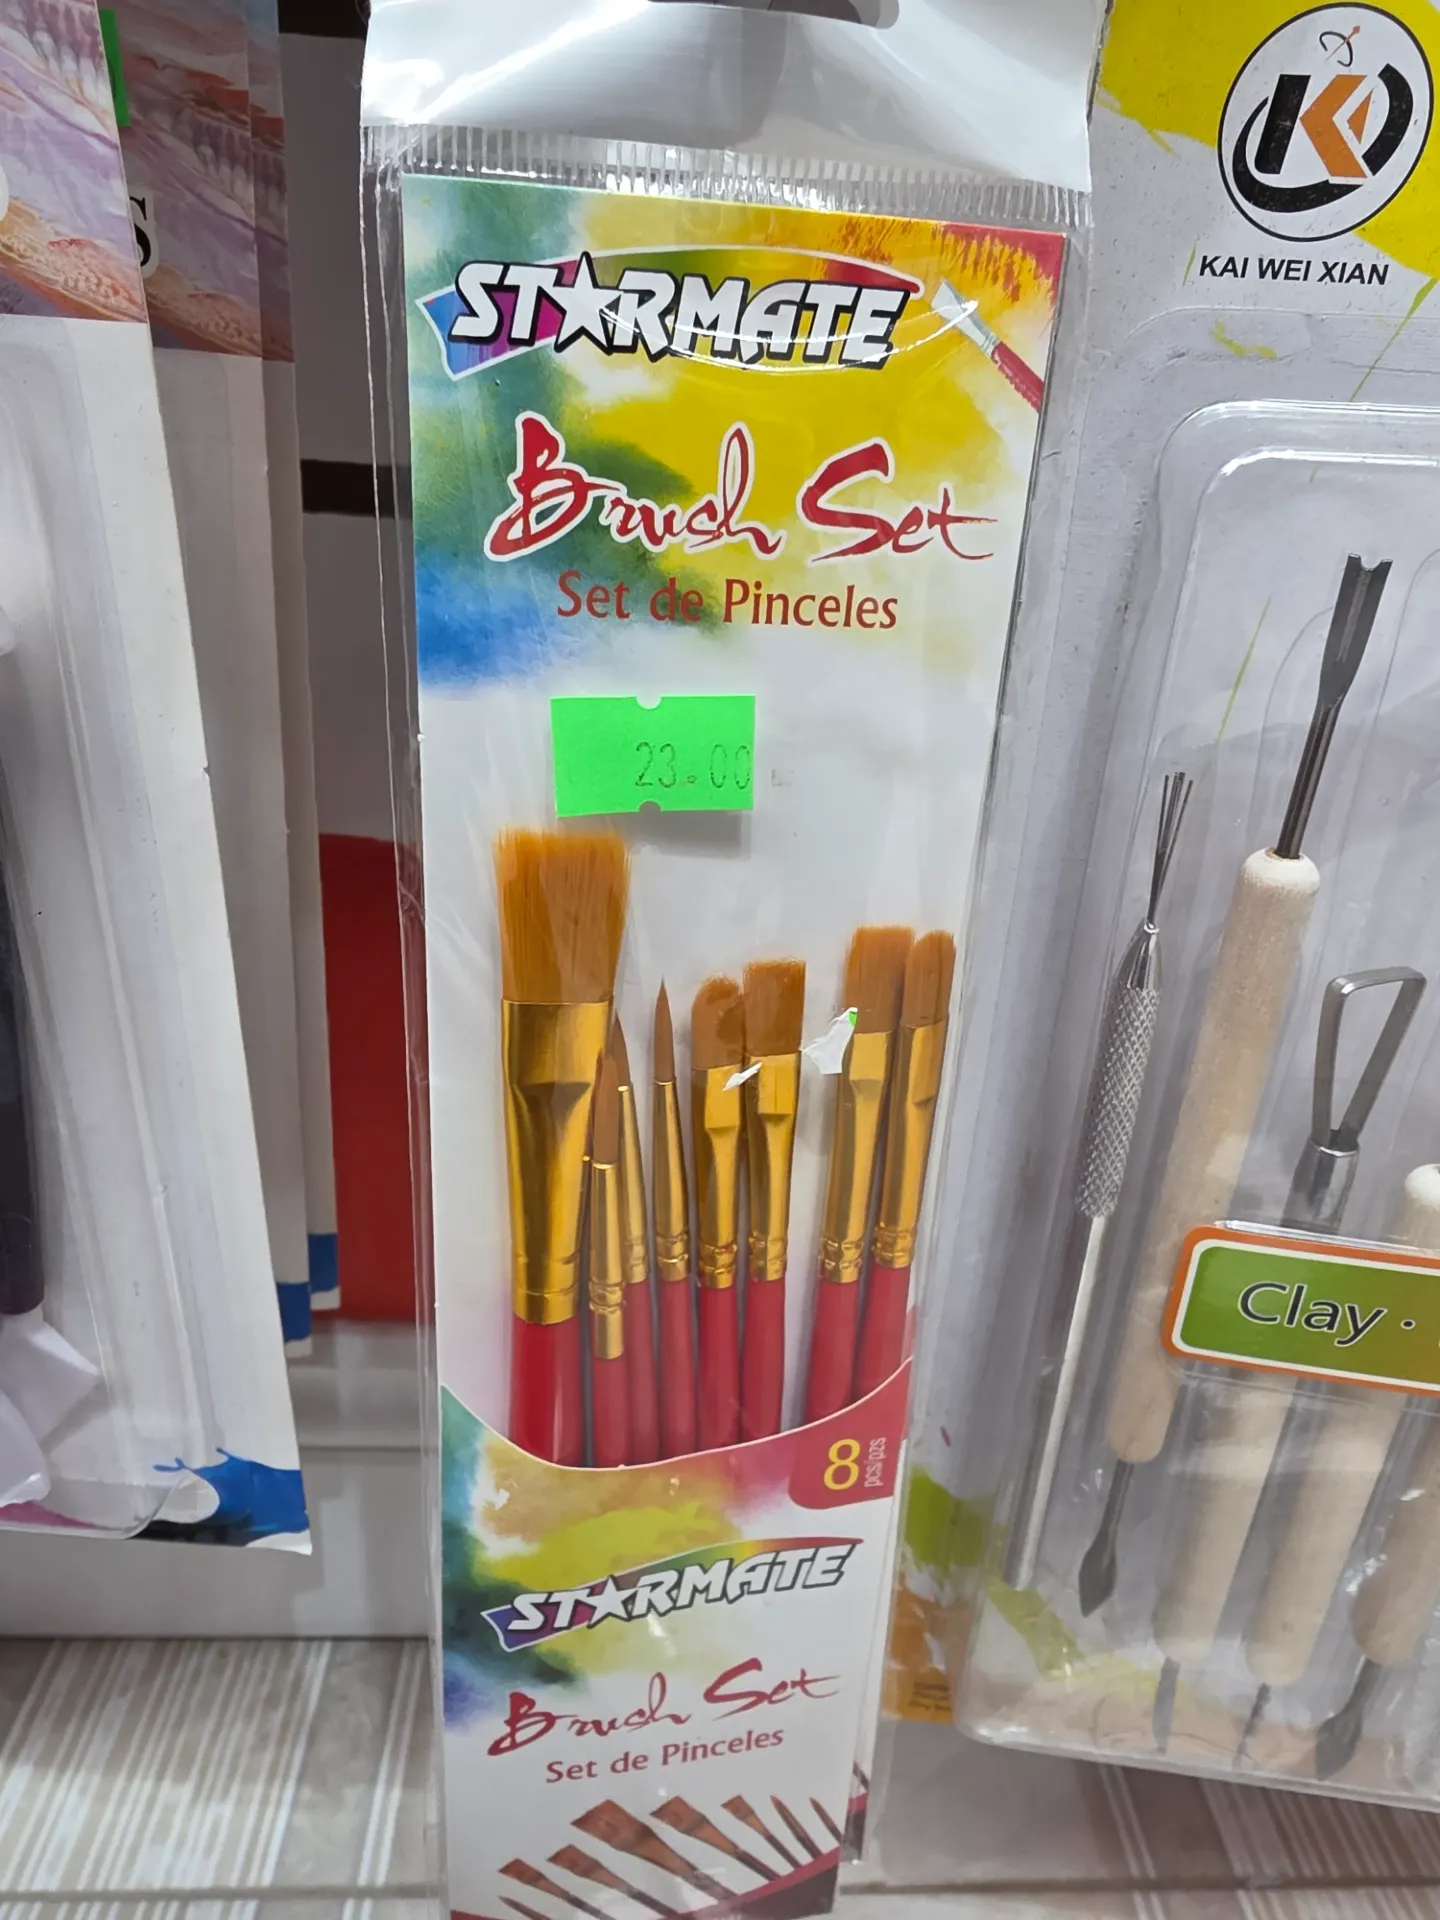 STARMATE
Brush Set
Set de Pinceles
23.00
8
pcs/pzs
STARMATE
Brush Set
Set de Pinceles
K
KAI WEI XIAN
Clay ·
S